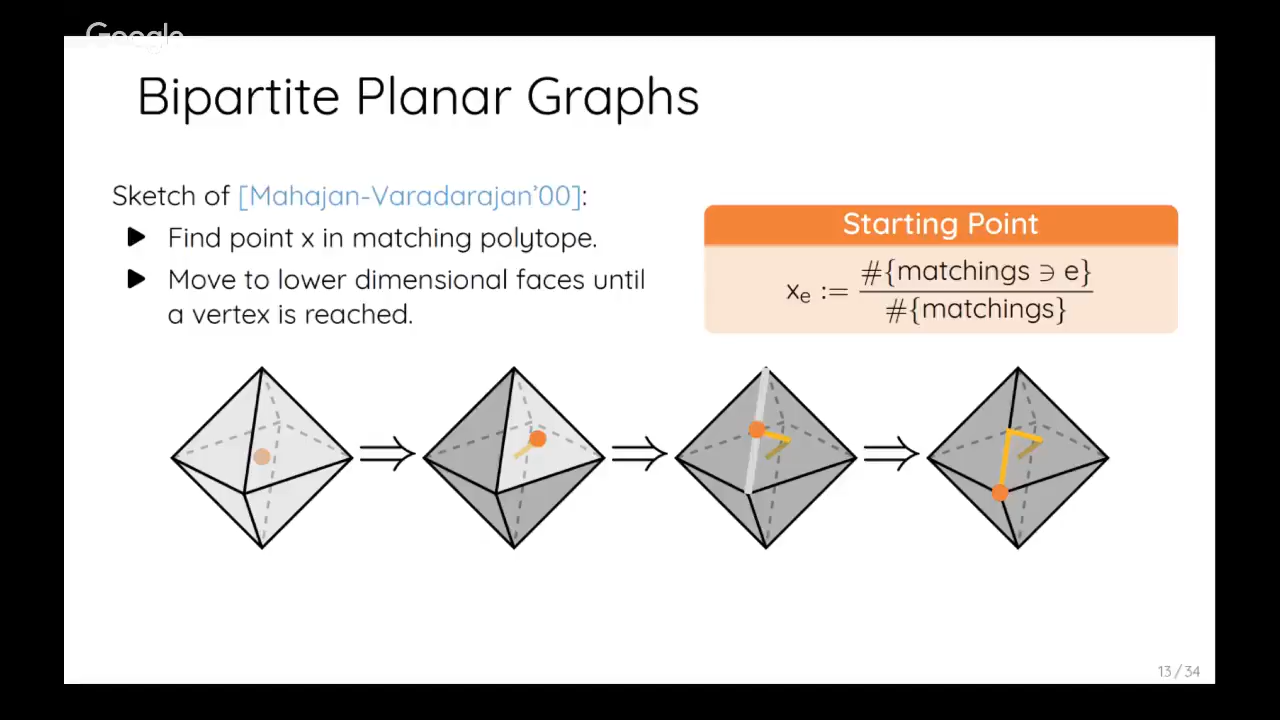 Google
Bipartite Planar Graphs
Sketch of [Mahajan-Varadarajan'00]:
▶ Find point x in matching polytope.
▶ Move to lower dimensional faces until
a vertex is reached.
Starting Point
xₑ := #{matchings ∋ e}
#{matchings}
⇒ ⇒ ⇒
13 / 34